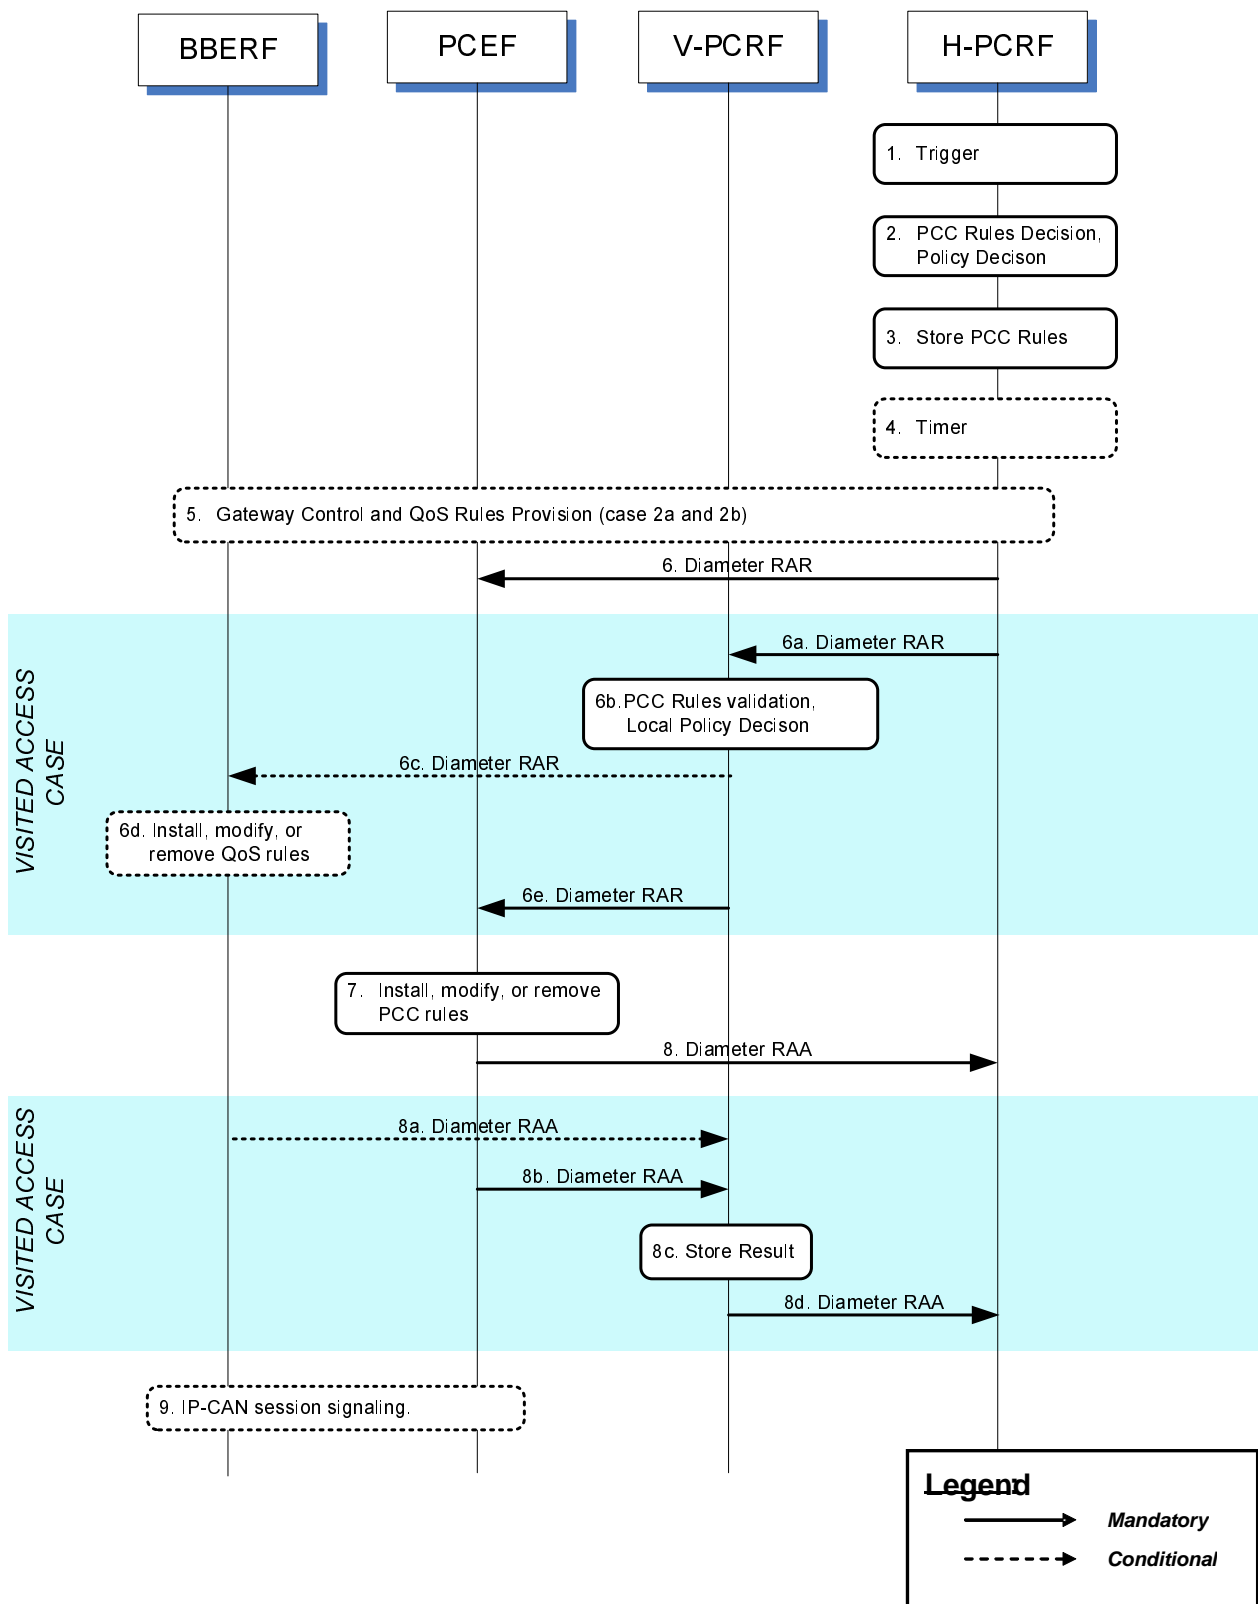 BBERF
PCEF
V-PCRF
H-PCRF
1. Trigger
2. PCC Rules Decision,
Policy Decison
3. Store PCC Rules
4. Timer
5. Gateway Control and QoS Rules Provision (case 2a and 2b)
6. Diameter RAR
VISITED ACCESS
CASE
6a. Diameter RAR
6b.PCC Rules validation,
Local Policy Decison
6c. Diameter RAR
6d. Install, modify, or
remove QoS rules
6e. Diameter RAR
7. Install, modify, or remove
PCC rules
8. Diameter RAA
VISITED ACCESS
CASE
8a. Diameter RAA
8b. Diameter RAA
8c. Store Result
8d. Diameter RAA
9. IP-CAN session signaling.
Legend
Mandatory
Conditional